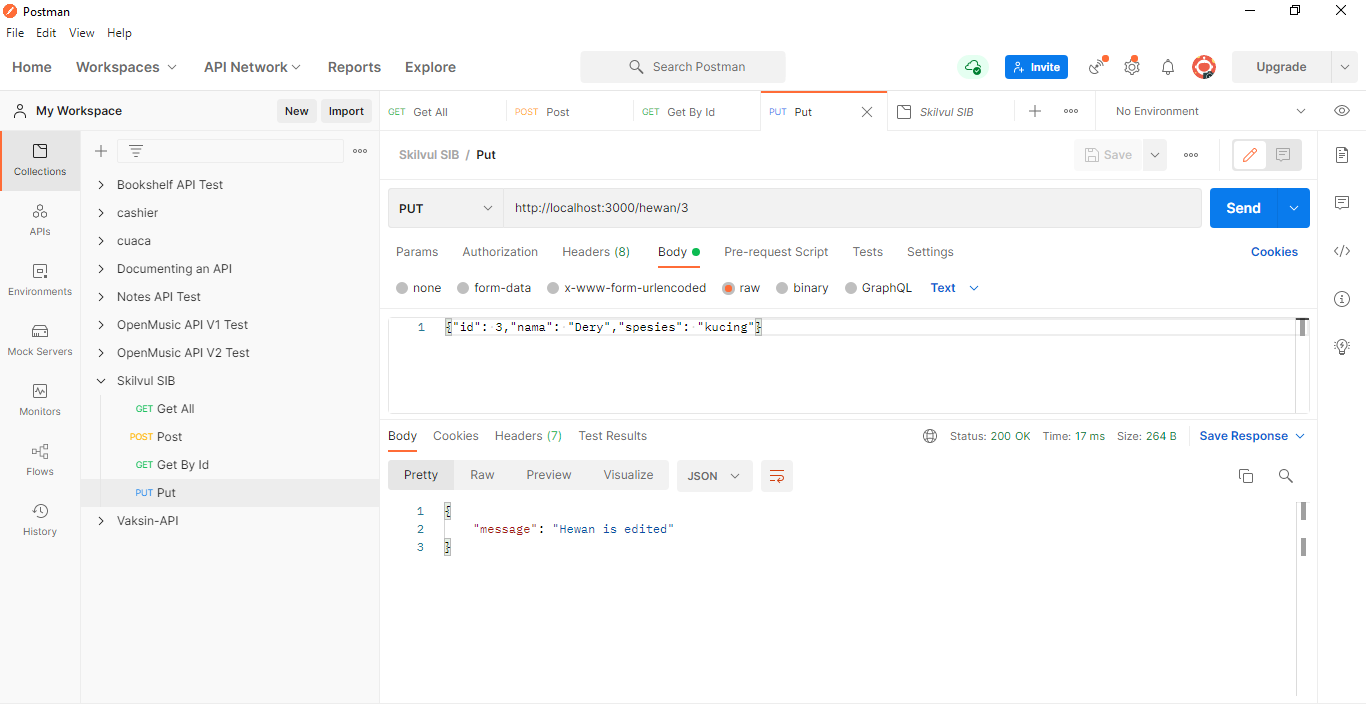 Postman
File Edit View Help
Home Workspaces API Network Reports Explore Search Postman Invite Upgrade
My Workspace New Import
GET Get All POST Post GET Get By Id PUT Put Skilvul SIB No Environment
Collections
APIs
Environments
Mock Servers
Monitors
Flows
History
Bookshelf API Test
cashier
cuaca
Documenting an API
Notes API Test
OpenMusic API V1 Test
OpenMusic API V2 Test
Skilvul SIB
GET Get All
POST Post
GET Get By Id
PUT Put
Vaksin-API
Skilvul SIB / Put Save
PUT http://localhost:3000/hewan/3 Send
Params Authorization Headers (8) Body Pre-request Script Tests Settings Cookies
none form-data x-www-form-urlencoded raw binary GraphQL Text
1 {"id": 3,"nama": "Dery","spesies": "kucing"}
Body Cookies Headers (7) Test Results Status: 200 OK Time: 17 ms Size: 264 B Save Response
Pretty Raw Preview Visualize JSON
1 {
2 "message": "Hewan is edited"
3 }